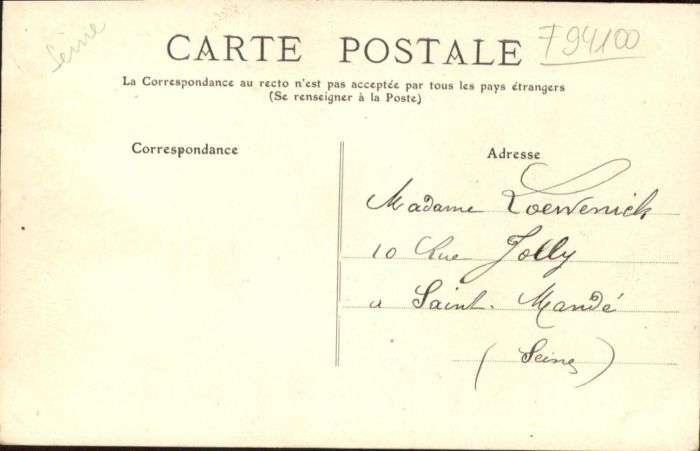 Seine
CARTE POSTALE
F 94100
La Correspondance au recto n'est pas acceptée par tous les pays étrangers
(Se renseigner à la Poste)
Correspondance
Adresse
Madame Loewenick
10 Rue Jolly
a Saint-Mandé
(Seine)